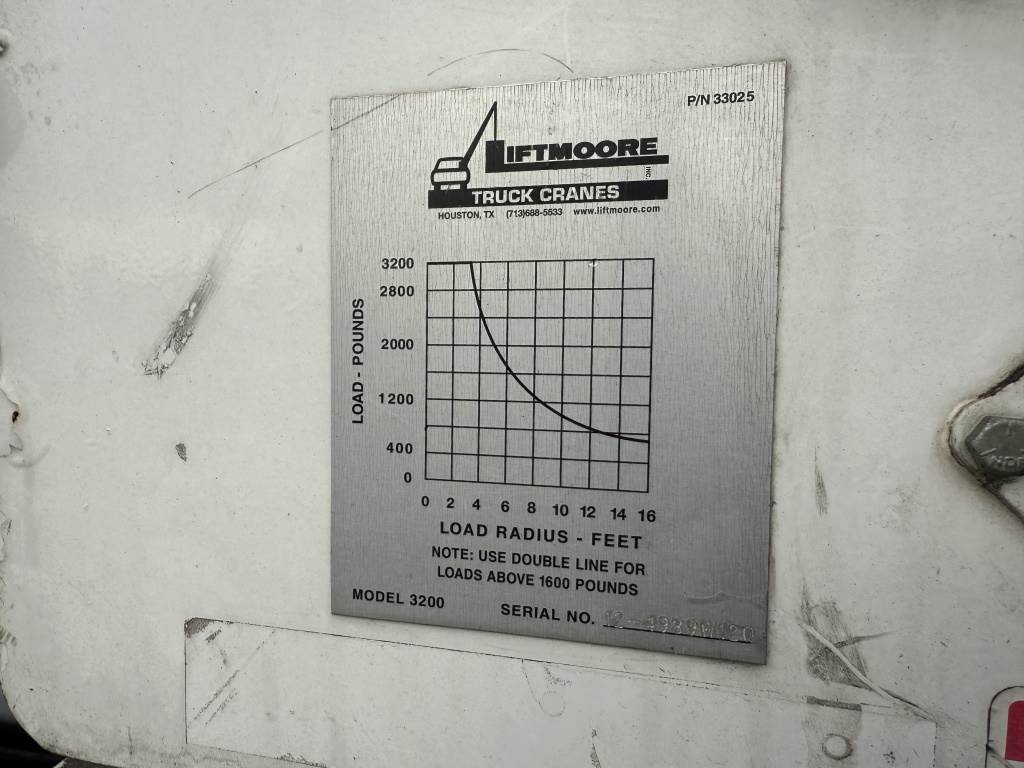 P/N 33025
LIFTMOORE INC.
TRUCK CRANES
HOUSTON, TX (713)688-5533 www.liftmoore.com
LOAD - POUNDS
3200
2800
2000
1200
400
0
0 2 4 6 8 10 12 14 16
LOAD RADIUS - FEET
NOTE: USE DOUBLE LINE FOR
LOADS ABOVE 1600 POUNDS
MODEL 3200
SERIAL NO.